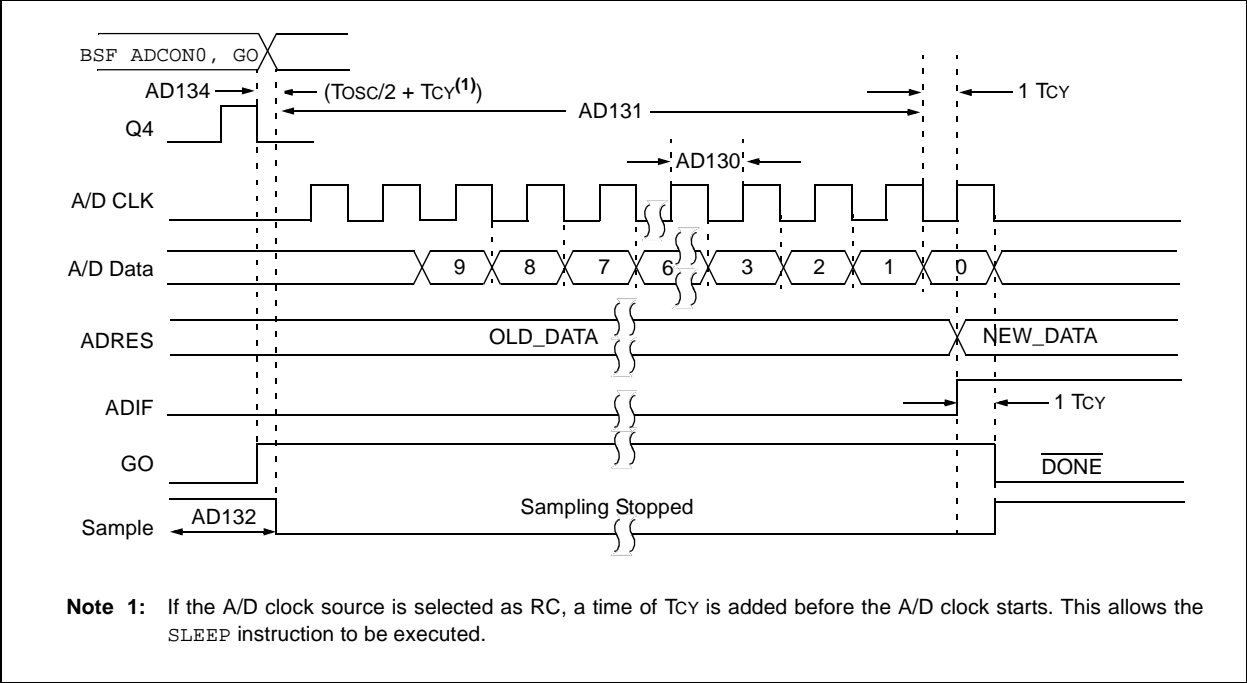 BSF ADCON0, GO
AD134 (TOSC/2 + TCY(1)) 1 TCY
AD131
Q4
AD130
A/D CLK
A/D Data 9 8 7 6 3 2 1 0
ADRES OLD_DATA NEW_DATA
ADIF 1 TCY
GO DONE
Sample AD132 Sampling Stopped
Note 1: If the A/D clock source is selected as RC, a time of TCY is added before the A/D clock starts. This allows the
SLEEP instruction to be executed.